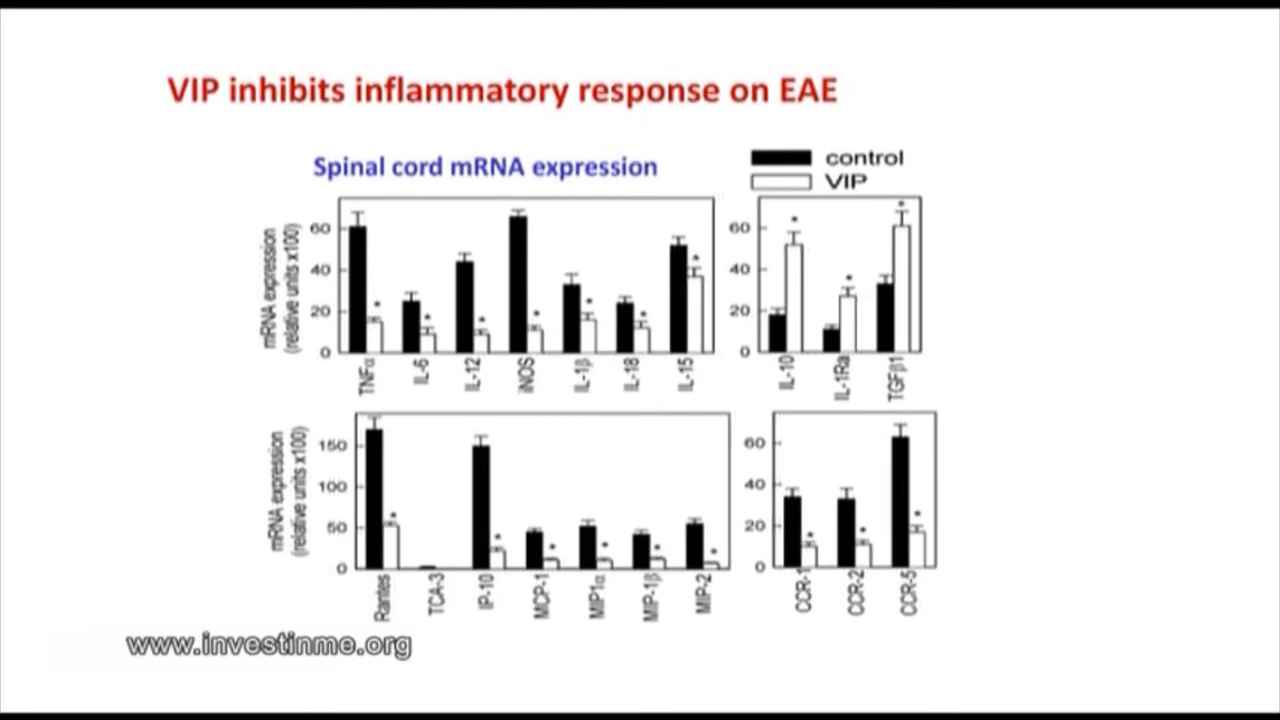 VIP inhibits inflammatory response on EAE
Spinal cord mRNA expression
control
VIP
mRNA expression
(relative units x100)
60
40
20
0
* * * * * * *
TNFα IL-6 IL-12 iNOS IL-1β IL-18 IL-15
60
40
20
0
* * *
IL-10 IL-1Ra TGFβ1
mRNA expression
(relative units x100)
150
100
50
0
* * * * * *
Rantes TCA-3 IP-10 MCP-1 MIP1α MIP-1β MIP-2
60
40
20
0
* * *
CCR-1 CCR-2 CCR-5
www.investinme.org